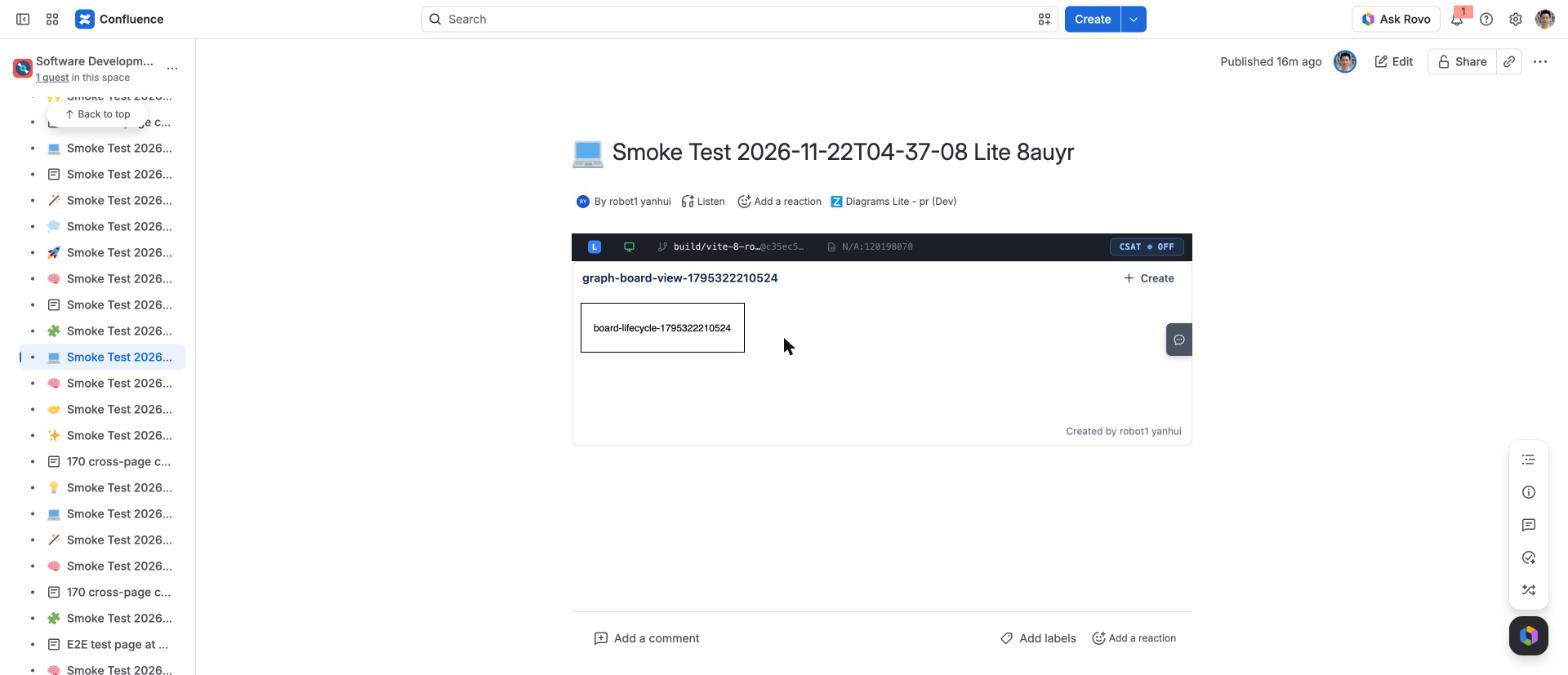 Confluence
Search
Create
Ask Rovo
1
Software Developm...
1 guest in this space
Published 16m ago
Edit
Share
Smoke Test 2026...
Back to top
ge c...
Smoke Test 2026...
Smoke Test 2026...
Smoke Test 2026...
Smoke Test 2026...
Smoke Test 2026...
Smoke Test 2026...
Smoke Test 2026...
Smoke Test 2026...
Smoke Test 2026...
Smoke Test 2026...
Smoke Test 2026...
Smoke Test 2026...
170 cross-page c...
Smoke Test 2026...
Smoke Test 2026...
Smoke Test 2026...
Smoke Test 2026...
170 cross-page c...
Smoke Test 2026...
E2E test page at ...
Smoke Test 2026...
Smoke Test 2026-11-22T04-37-08 Lite 8auyr
RY By robot1 yanhui Listen Add a reaction Z Diagrams Lite - pr (Dev)
L build/vite-8-ro…@c35ec5… N/A:120198070 CSAT OFF
graph-board-view-1795322210524
Create
board-lifecycle-1795322210524
Created by robot1 yanhui
Add a comment
Add labels
Add a reaction